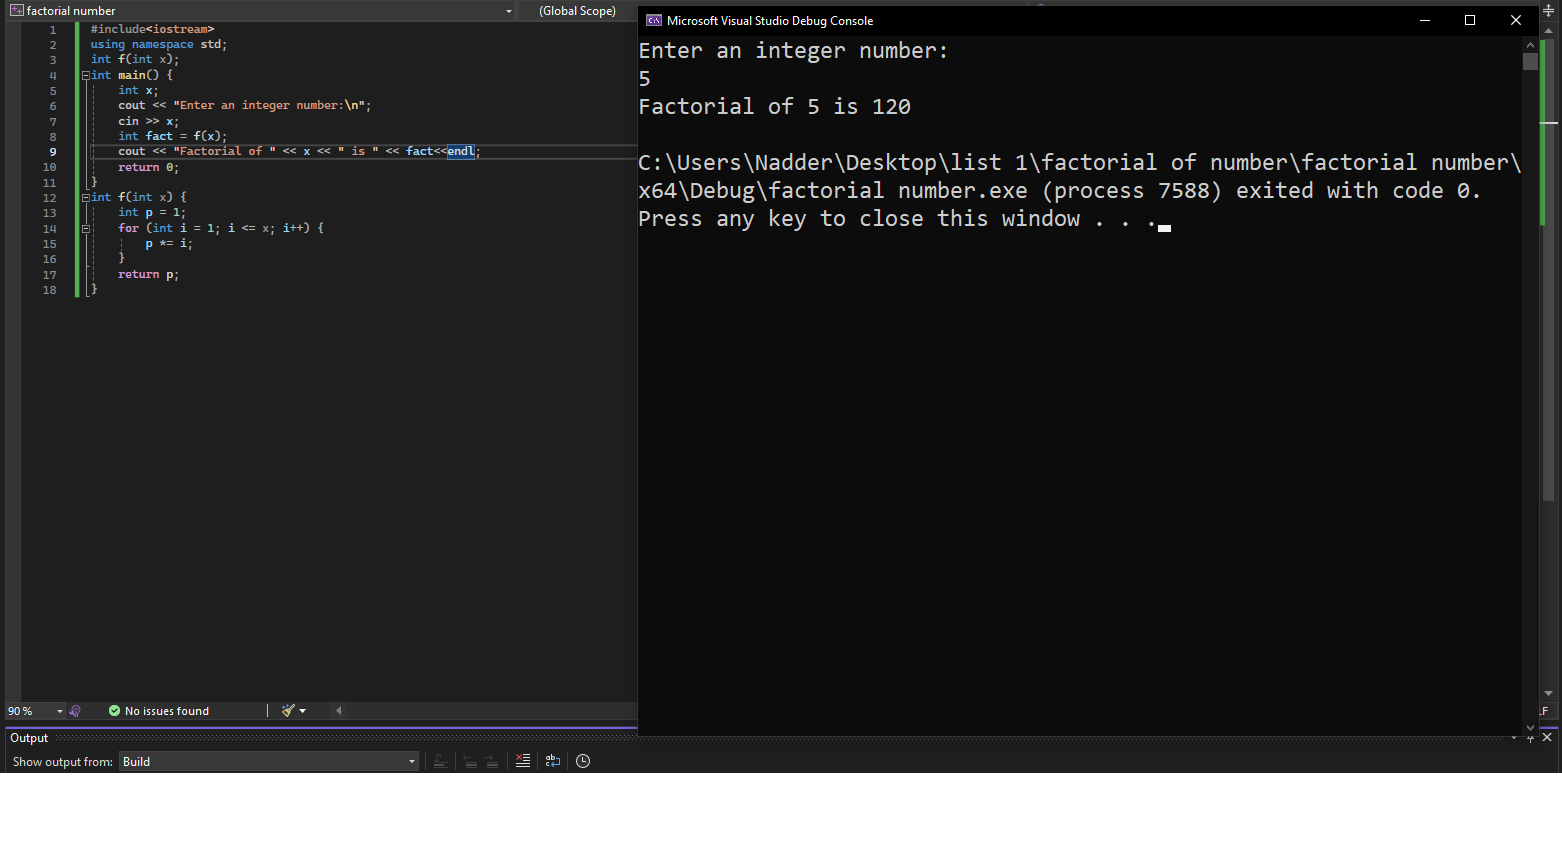 factorial number
(Global Scope)
1 #include<iostream>
2 using namespace std;
3 int f(int x);
4 int main() {
5 int x;
6 cout << "Enter an integer number:\n";
7 cin >> x;
8 int fact = f(x);
9 cout << "Factorial of " << x << " is " << fact<<endl;
10 return 0;
11 }
12 int f(int x) {
13 int p = 1;
14 for (int i = 1; i <= x; i++) {
15 p *= i;
16 }
17 return p;
18 }
90 %
No issues found
Output
Show output from: Build
Microsoft Visual Studio Debug Console
Enter an integer number:
5
Factorial of 5 is 120
C:\Users\Nadder\Desktop\list 1\factorial of number\factorial number\
x64\Debug\factorial number.exe (process 7588) exited with code 0.
Press any key to close this window . . .